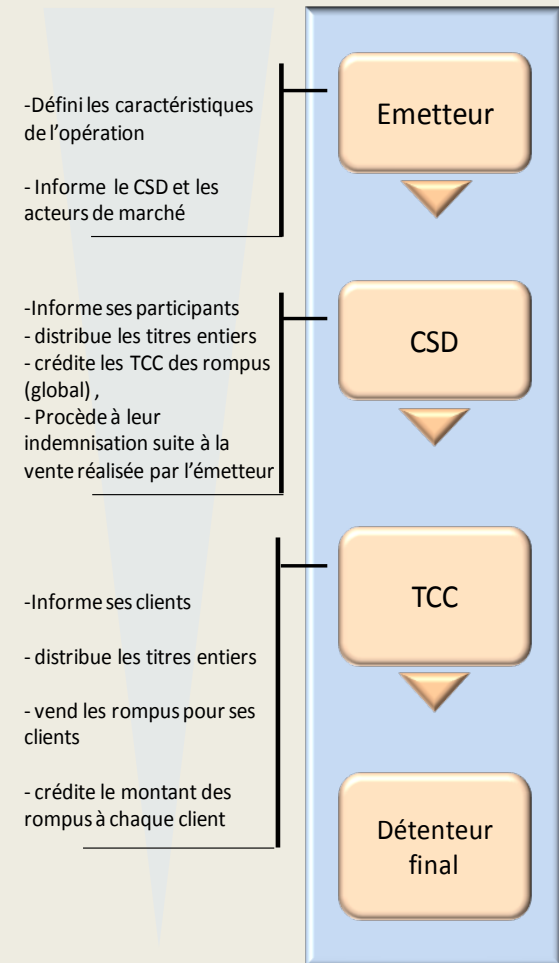 -Défini les caractéristiques
de l'opération
- Informe le CSD et les
acteurs de marché
Emetteur
-Informe ses participants
- distribue les titres entiers
- crédite les TCC des rompus
(global) ,
- Procède à leur
indemnisation suite à la
vente réalisée par l'émetteur
CSD
-Informe ses clients
- distribue les titres entiers
- vend les rompus pour ses
clients
- crédite le montant des
rompus à chaque client
TCC
Détenteur
final